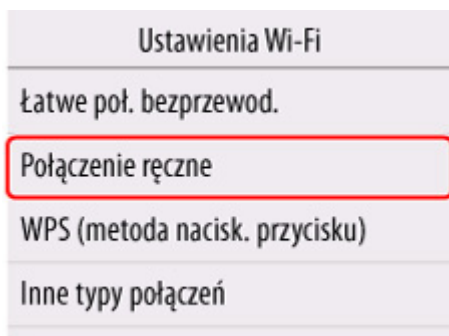 Ustawienia Wi-Fi
Łatwe poł. bezprzewod.
Połączenie ręczne
WPS (metoda nacisk. przycisku)
Inne typy połączeń